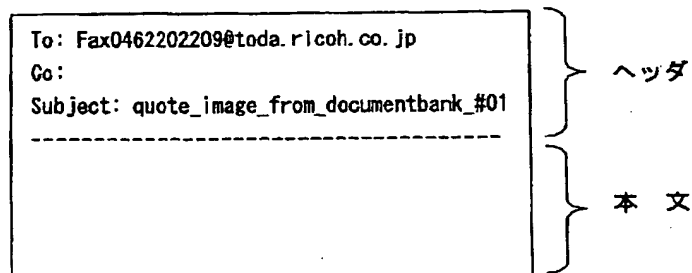 To: Fax0462202209@toda.ricoh.co.jp
Cc:
Subject: quote_image_from_documentbank_#01
ヘッダ
本文